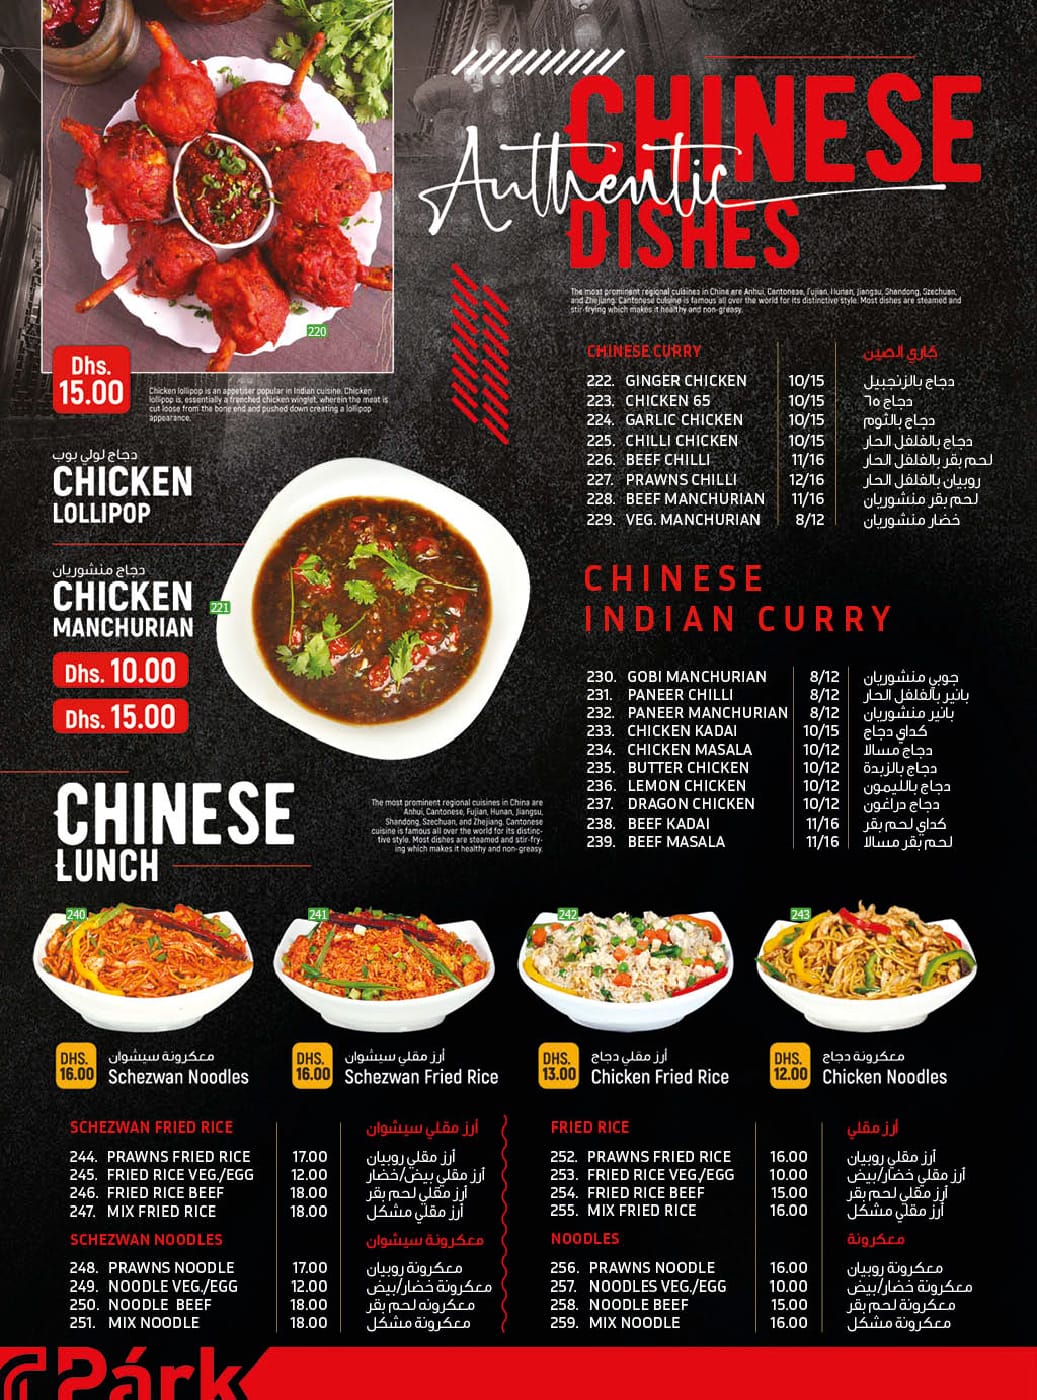 CHINESE
Authentic
DISHES
The most prominent regional cuisines in China are Anhui, Cantonese, Fujian, Hunan, Jiangsu, Shandong, Szechuan,
and Zhejiang. Cantonese cuisine is famous all over the world for its distinctive style. Most dishes are steamed and
stir-frying which makes it healthy and non-greasy.
220
Dhs.
15.00
Chicken lollipop is an appetiser popular in Indian cuisine. Chicken
lollipop is, essentially a frenched chicken winglet, wherein the meat is
cut loose from the bone end and pushed down creating a lollipop
appearance.
دجاج لولي بوب
CHICKEN
LOLLIPOP
دجاج منشوريان
CHICKEN
MANCHURIAN
221
Dhs. 10.00
Dhs. 15.00
CHINESE CURRY كاري الصين
222. GINGER CHICKEN 10/15 دجاج بالزنجبيل
223. CHICKEN 65 10/15 دجاج ٦٥
224. GARLIC CHICKEN 10/15 دجاج بالثوم
225. CHILLI CHICKEN 10/15 دجاج بالفلفل الحار
226. BEEF CHILLI 11/16 لحم بقر بالفلفل الحار
227. PRAWNS CHILLI 12/16 روبيان بالفلفل الحار
228. BEEF MANCHURIAN 11/16 لحم بقر منشوريان
229. VEG. MANCHURIAN 8/12 خضار منشوريان
CHINESE
INDIAN CURRY
230. GOBI MANCHURIAN 8/12 جوبي منشوريان
231. PANEER CHILLI 8/12 بانير بالفلفل الحار
232. PANEER MANCHURIAN 8/12 بانير منشوريان
233. CHICKEN KADAI 10/15 كداي دجاج
234. CHICKEN MASALA 10/12 دجاج مسالا
235. BUTTER CHICKEN 10/12 دجاج بالزبدة
236. LEMON CHICKEN 10/12 دجاج بالليمون
237. DRAGON CHICKEN 10/12 دجاج دراغون
238. BEEF KADAI 11/16 كداي لحم بقر
239. BEEF MASALA 11/16 لحم بقر مسالا
CHINESE
LUNCH
The most prominent regional cuisines in China are
Anhui, Cantonese, Fujian, Hunan, Jiangsu,
Shandong, Szechuan, and Zhejiang. Cantonese
cuisine is famous all over the world for its distinc-
tive style. Most dishes are steamed and stir-fry-
ing which makes it healthy and non-greasy.
240
241
242
243
DHS.
16.00
معكرونة سيشوان
Schezwan Noodles
DHS.
16.00
أرز مقلي سيشوان
Schezwan Fried Rice
DHS.
13.00
أرز مقلي دجاج
Chicken Fried Rice
DHS.
12.00
معكرونة دجاج
Chicken Noodles
SCHEZWAN FRIED RICE أرز مقلي سيشوان
244. PRAWNS FRIED RICE 17.00 أرز مقلي روبيان
245. FRIED RICE VEG./EGG 12.00 أرز مقلي بيض/خضار
246. FRIED RICE BEEF 18.00 أرز مقلي لحم بقر
247. MIX FRIED RICE 18.00 أرز مقلي مشكل
SCHEZWAN NOODLES معكرونة سيشوان
248. PRAWNS NOODLE 17.00 معكرونة روبيان
249. NOODLE VEG./EGG 12.00 معكرونة خضار/بيض
250. NOODLE BEEF 18.00 معكرونه لحم بقر
251. MIX NOODLE 18.00 معكرونة مشكل
FRIED RICE أرز مقلي
252. PRAWNS FRIED RICE 16.00 أرز مقلي روبيان
253. FRIED RICE VEG./EGG 10.00 أرز مقلي خضار/بيض
254. FRIED RICE BEEF 15.00 أرز مقلي لحم بقر
255. MIX FRIED RICE 16.00 أرز مقلي مشكل
NOODLES معكرونة
256. PRAWNS NOODLE 16.00 معكرونة روبيان
257. NOODLES VEG./EGG 10.00 معكرونة خضار/بيض
258. NOODLE BEEF 15.00 معكرونة لحم بقر
259. MIX NOODLE 16.00 معكرونة مشكل
Párk